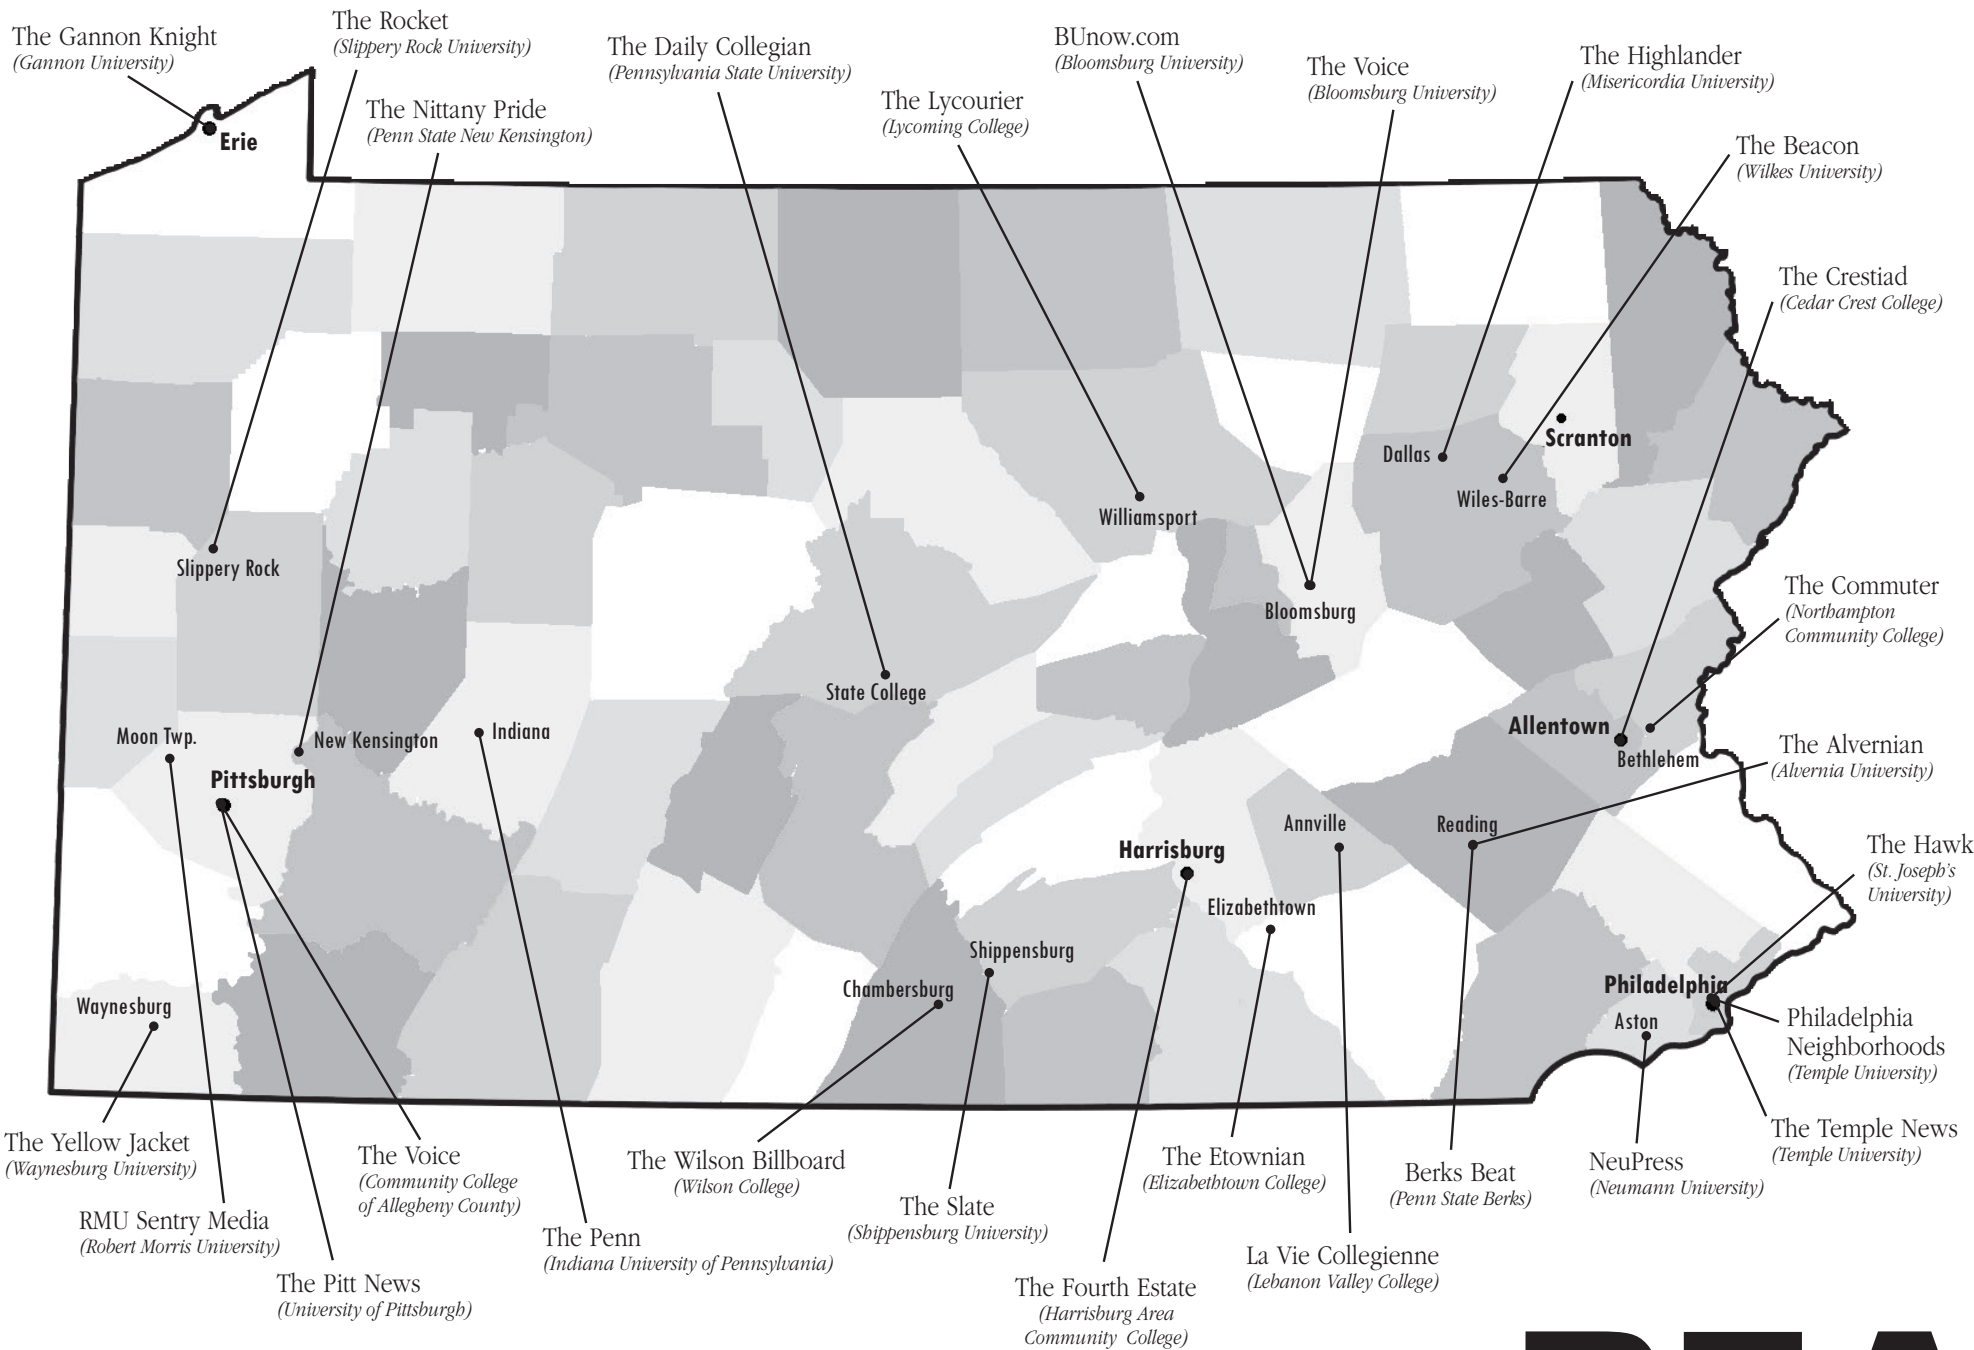 The Gannon Knight
(Gannon University)
The Rocket
(Slippery Rock University)
The Nittany Pride
(Penn State New Kensington)
The Daily Collegian
(Pennsylvania State University)
The Lycourier
(Lycoming College)
BUnow.com
(Bloomsburg University)
The Voice
(Bloomsburg University)
The Highlander
(Misericordia University)
The Beacon
(Wilkes University)
The Crestiad
(Cedar Crest College)
The Commuter
(Northampton
Community College)
The Alvernian
(Alvernia University)
The Hawk
(St. Joseph's
University)
Philadelphia
Neighborhoods
(Temple University)
The Temple News
(Temple University)
Erie
Scranton
Dallas
Wiles-Barre
Williamsport
Slippery Rock
Bloomsburg
State College
Allentown
Bethlehem
Moon Twp.
New Kensington
Indiana
Pittsburgh
Annville
Reading
Harrisburg
Elizabethtown
Shippensburg
Chambersburg
Philadelphia
Aston
Waynesburg
The Yellow Jacket
(Waynesburg University)
RMU Sentry Media
(Robert Morris University)
The Pitt News
(University of Pittsburgh)
The Voice
(Community College
of Allegheny County)
The Penn
(Indiana University of Pennsylvania)
The Wilson Billboard
(Wilson College)
The Slate
(Shippensburg University)
The Fourth Estate
(Harrisburg Area
Community College)
The Etownian
(Elizabethtown College)
La Vie Collegienne
(Lebanon Valley College)
Berks Beat
(Penn State Berks)
NeuPress
(Neumann University)